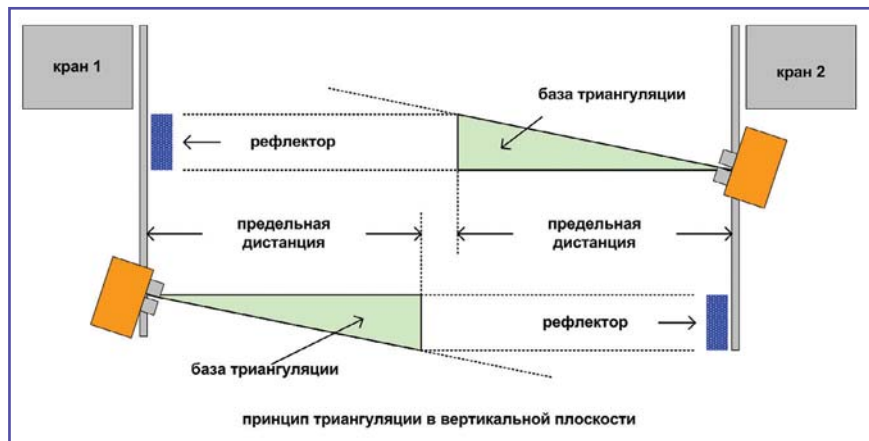 кран 1
кран 2
база триангуляции
рефлектор
предельная
дистанция
предельная
дистанция
рефлектор
база триангуляции
принцип триангуляции в вертикальной плоскости